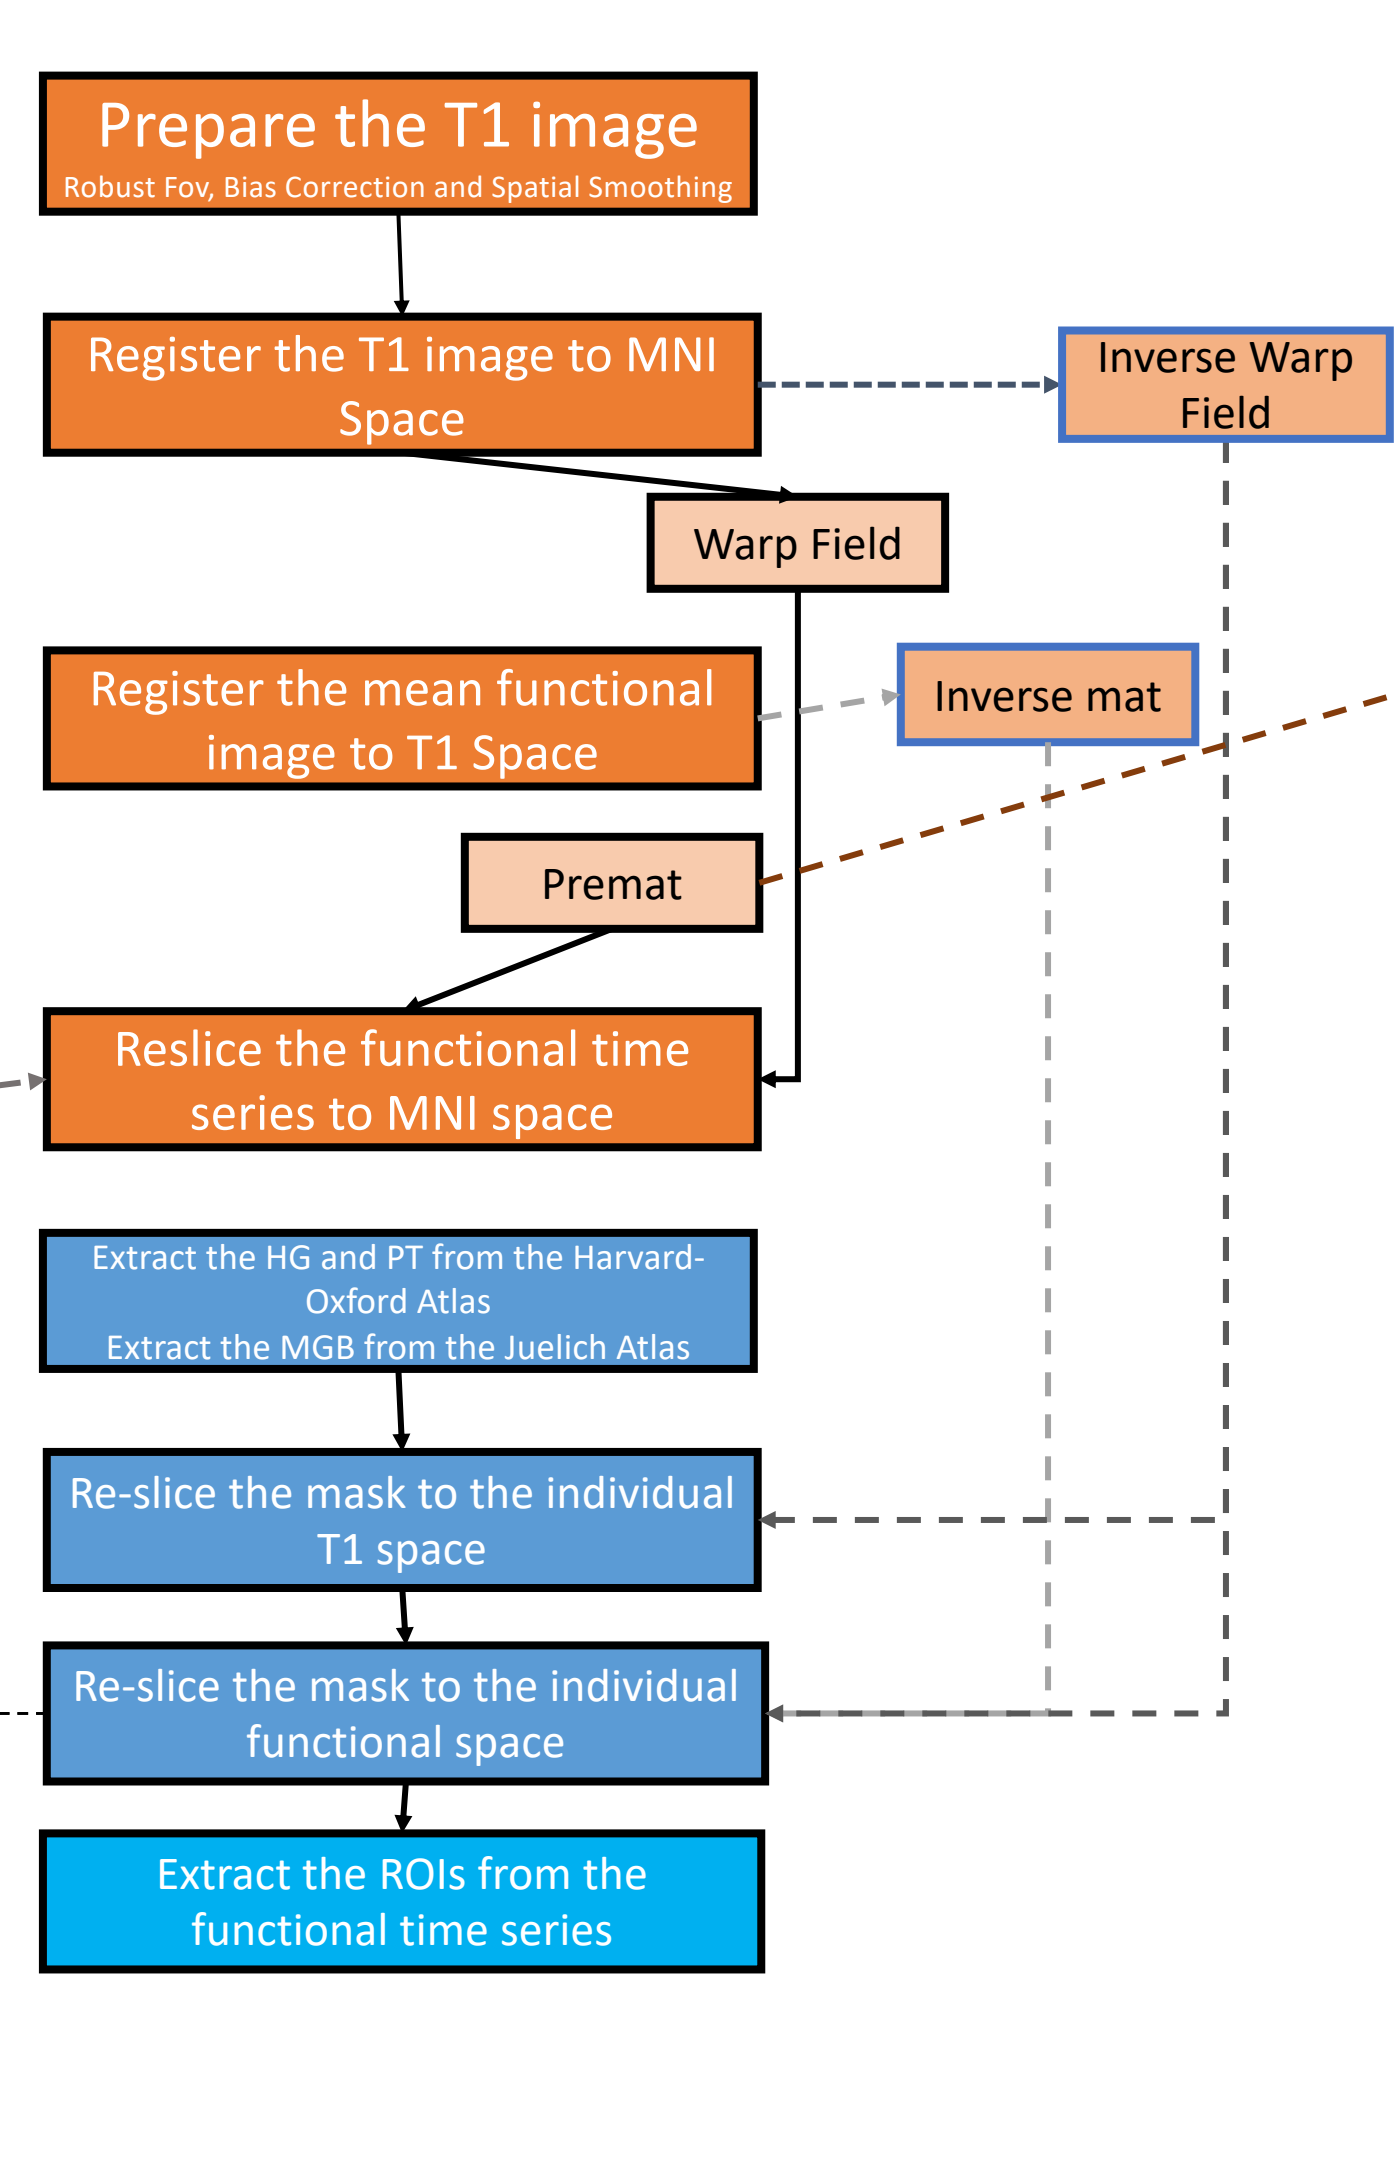 Prepare the T1 image
Robust Fov, Bias Correction and Spatial Smoothing
Register the T1 image to MNI
Space
Inverse Warp
Field
Warp Field
Register the mean functional
image to T1 Space
Inverse mat
Premat
Reslice the functional time
series to MNI space
Extract the HG and PT from the Harvard-
Oxford Atlas
Extract the MGB from the Juelich Atlas
Re-slice the mask to the individual
T1 space
Re-slice the mask to the individual
functional space
Extract the ROIs from the
functional time series